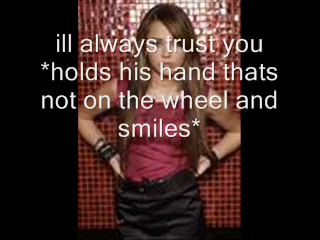 ill always trust you
*holds his hand thats
not on the wheel and
smiles*